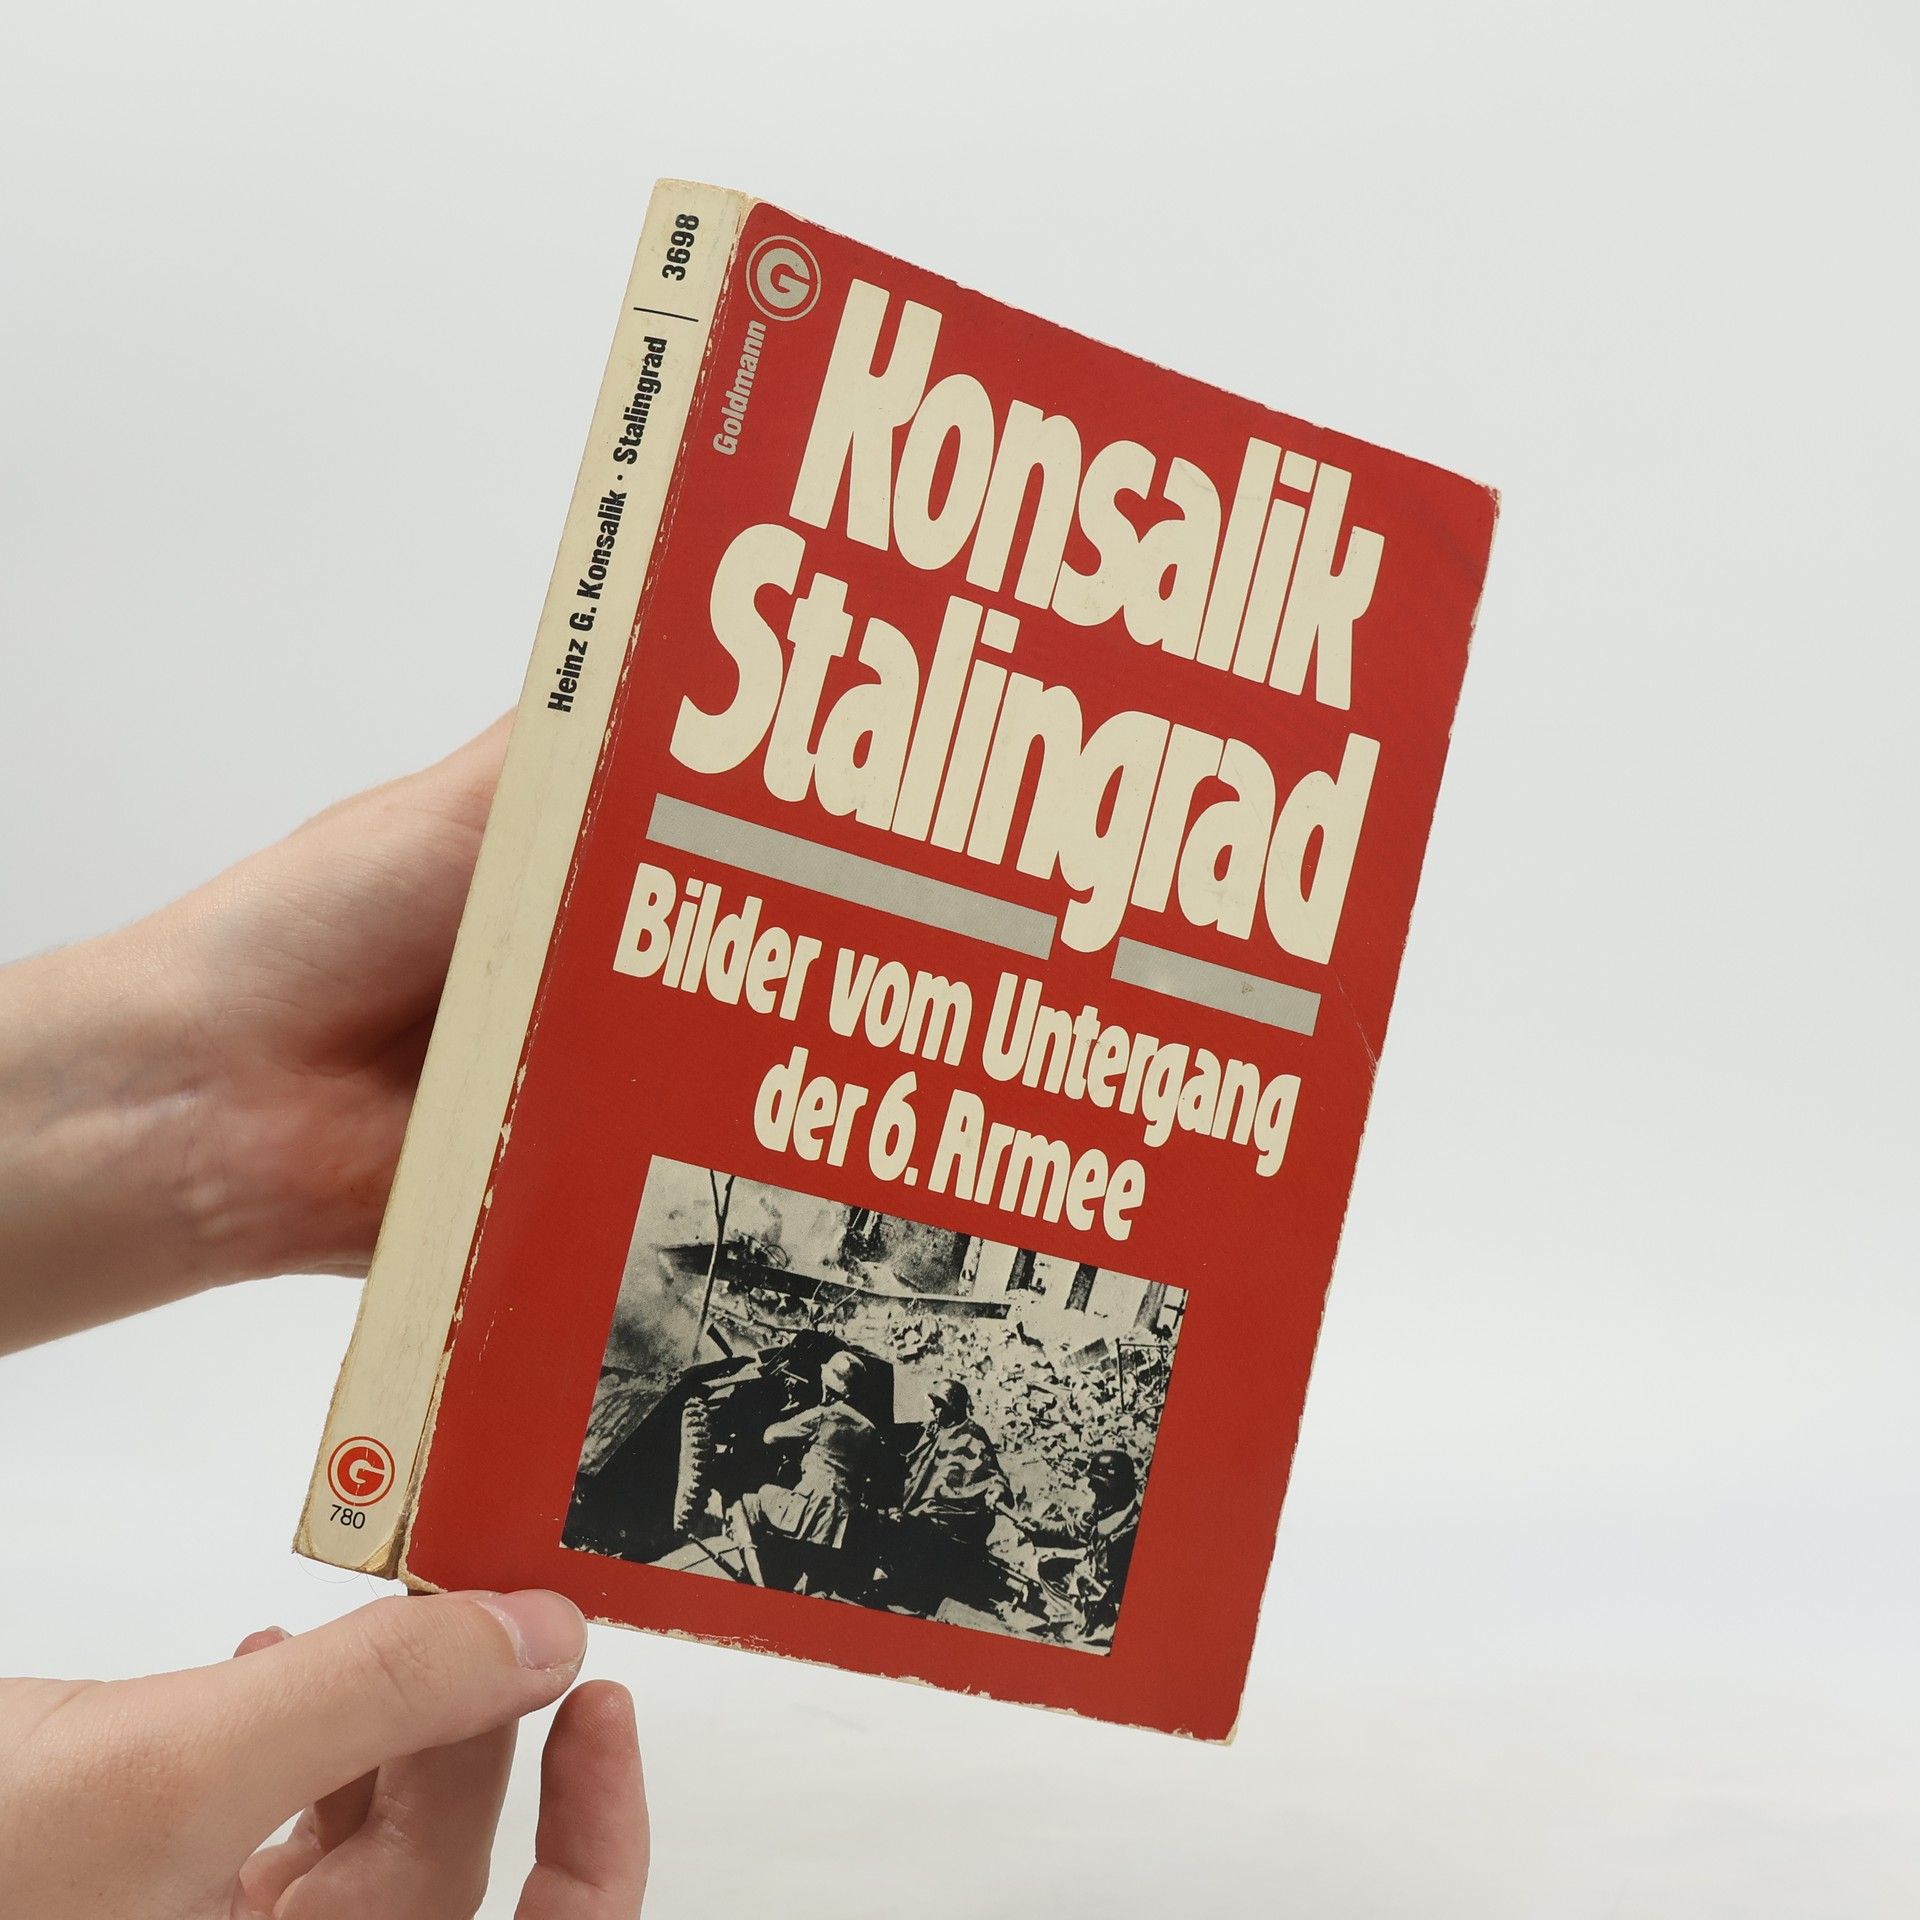 Heinz G. Konsalik · Stalingrad | 3698
G
780
G
Goldmann
Konsalik
Stalingrad
Bilder vom Untergang
der 6. Armee